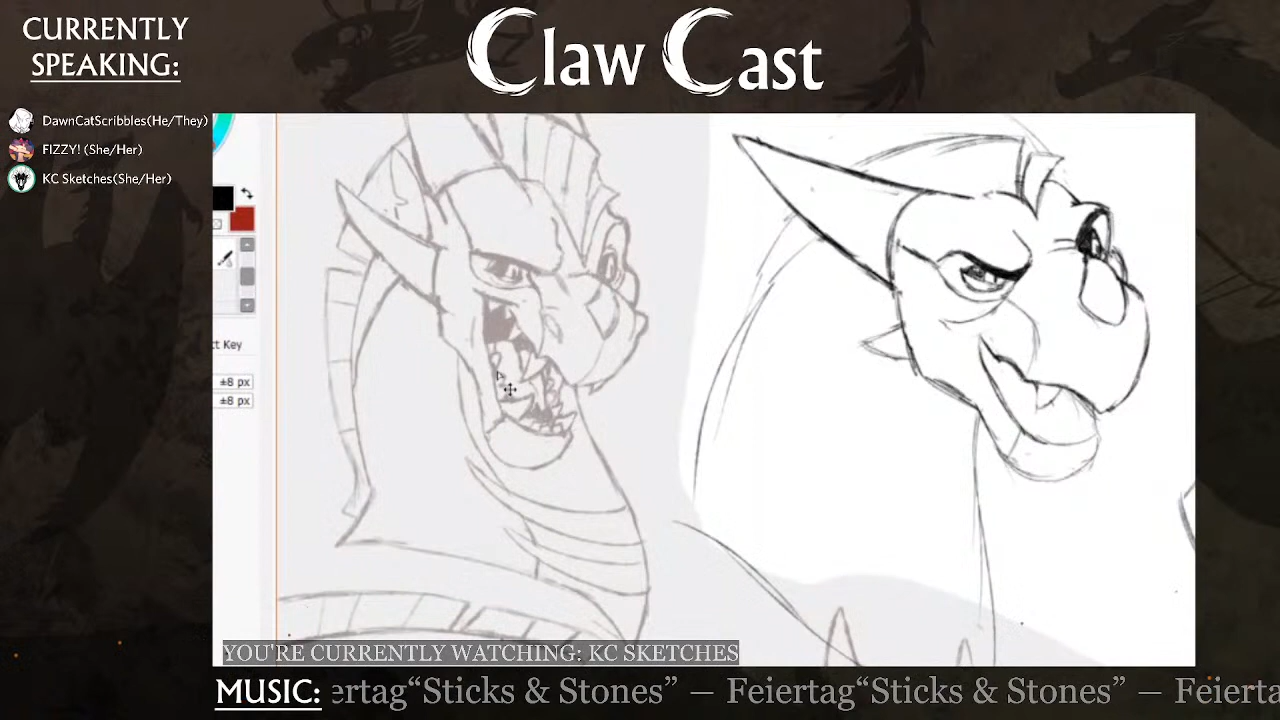 CURRENTLY
SPEAKING:
Claw Cast
DawnCatScribbles(He/They)
FIZZY! (She/Her)
KC Sketches(She/Her)
ct Key
±8 px
±8 px
YOU'RE CURRENTLY WATCHING: KC SKETCHES
MUSIC: ertag“Sticks & Stones” — Feiertag“Sticks & Stones” — Feierta